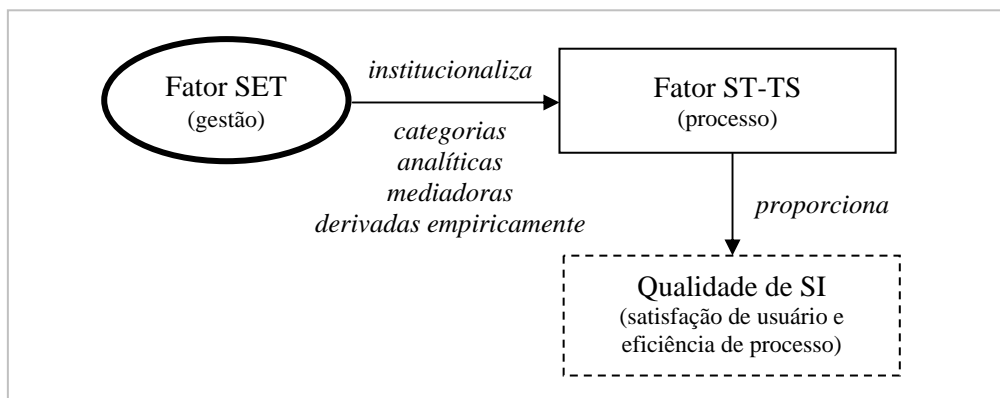 Fator SET
(gestão)
institucionaliza
categorias
analíticas
mediadoras
derivadas empiricamente
Fator ST-TS
(processo)
proporciona
Qualidade de SI
(satisfação de usuário e
eficiência de processo)